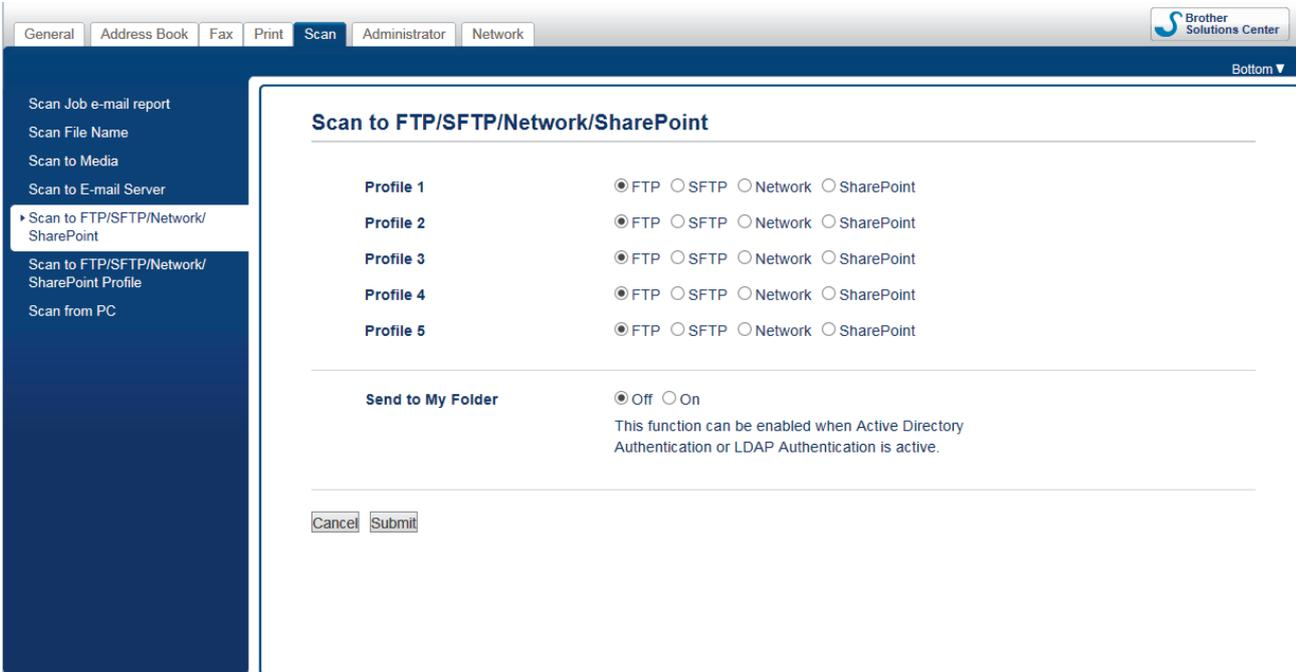 General Address Book Fax Print Scan Administrator Network
Brother
Solutions Center
Bottom▼
Scan Job e-mail report
Scan File Name
Scan to Media
Scan to E-mail Server
Scan to FTP/SFTP/Network/
SharePoint
Scan to FTP/SFTP/Network/
SharePoint Profile
Scan from PC
Scan to FTP/SFTP/Network/SharePoint
Profile 1 FTP SFTP Network SharePoint
Profile 2 FTP SFTP Network SharePoint
Profile 3 FTP SFTP Network SharePoint
Profile 4 FTP SFTP Network SharePoint
Profile 5 FTP SFTP Network SharePoint
Send to My Folder Off On
This function can be enabled when Active Directory
Authentication or LDAP Authentication is active.
Cancel Submit